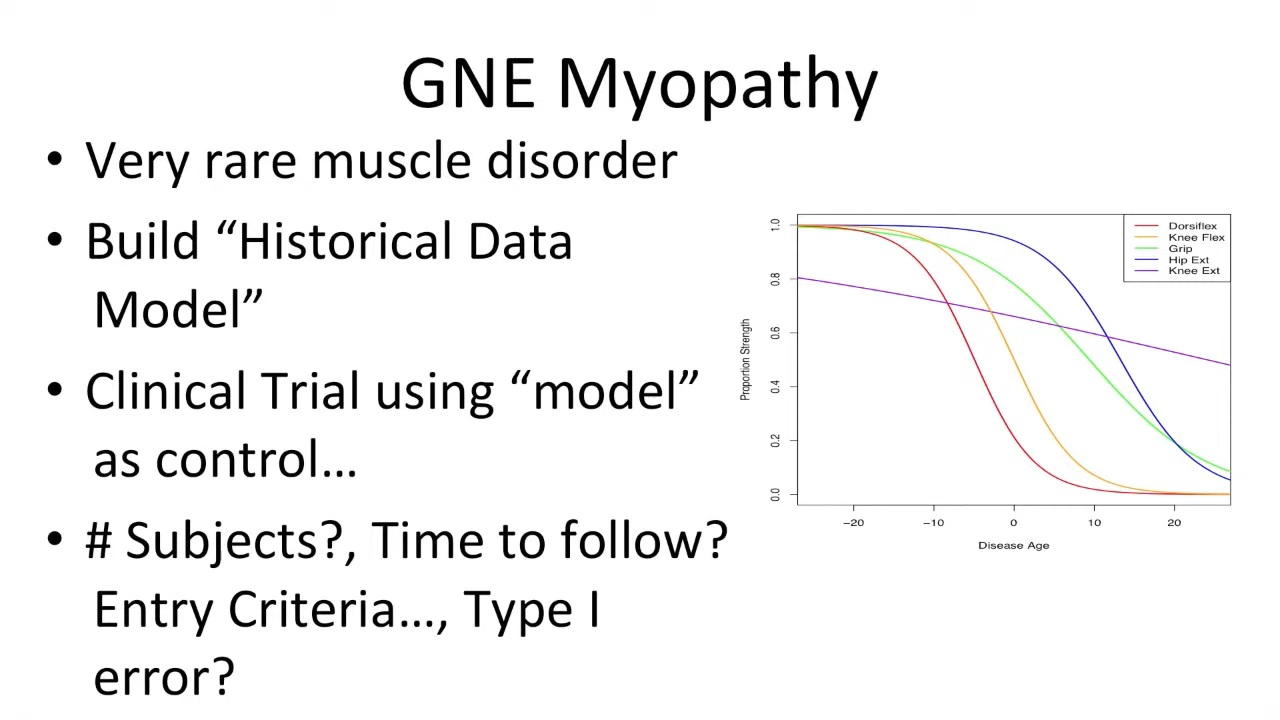 GNE Myopathy
• Very rare muscle disorder
• Build “Historical Data
Model”
• Clinical Trial using “model”
as control…
• # Subjects?, Time to follow?
Entry Criteria…, Type I
error?
Dorsiflex
Knee Flex
Grip
Hip Ext
Knee Ext
Proportion Strength
1.0
0.8
0.6
0.4
0.2
0.0
−20 −10 0 10 20
Disease Age